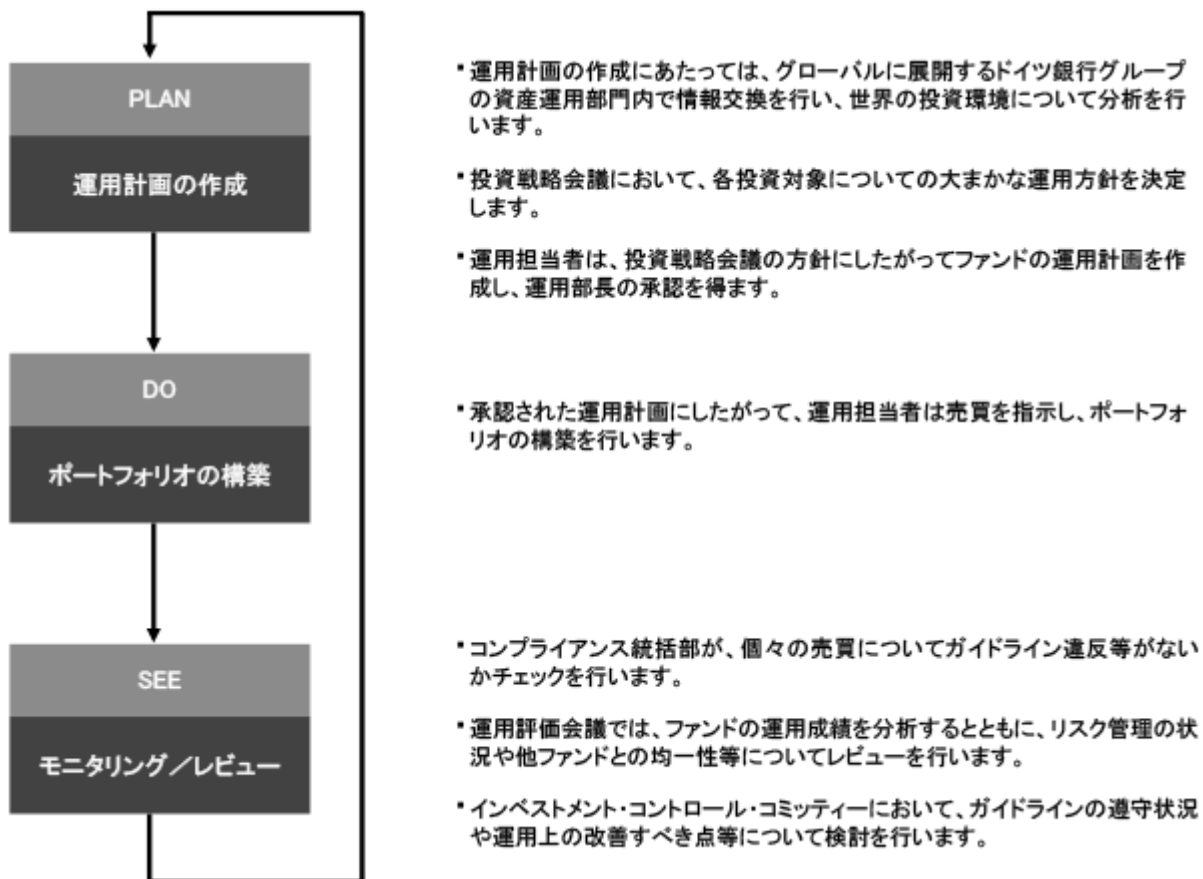 PLAN
運用計画の作成
▪運用計画の作成にあたっては、グローバルに展開するドイツ銀行グループ
の資産運用部門内で情報交換を行い、世界の投資環境について分析を行
います。
▪投資戦略会議において、各投資対象についての大まかな運用方針を決定
します。
▪運用担当者は、投資戦略会議の方針にしたがってファンドの運用計画を作
成し、運用部長の承認を得ます。
DO
ポートフォリオの構築
▪承認された運用計画にしたがって、運用担当者は売買を指示し、ポートフォ
リオの構築を行います。
SEE
モニタリング／レビュー
▪コンプライアンス統括部が、個々の売買についてガイドライン違反等がない
かチェックを行います。
▪運用評価会議では、ファンドの運用成績を分析するとともに、リスク管理の状
況や他ファンドとの均一性等についてレビューを行います。
▪インベストメント・コントロール・コミッティーにおいて、ガイドラインの遵守状況
や運用上の改善すべき点等について検討を行います。